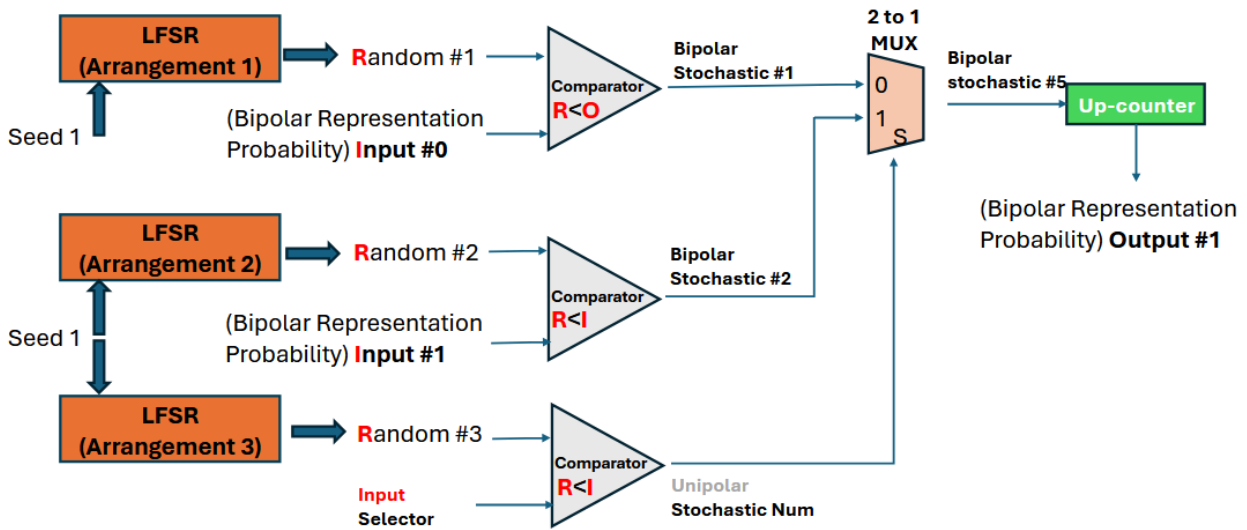 LFSR
(Arrangement 1)
Random #1
Seed 1
(Bipolar Representation
Probability) Input #0
Comparator
R<O
Bipolar
Stochastic #1
2 to 1
MUX
0
1
S
Bipolar
stochastic #5
Up-counter
(Bipolar Representation
Probability) Output #1
LFSR
(Arrangement 2)
Random #2
Seed 1
(Bipolar Representation
Probability) Input #1
Comparator
R<I
Bipolar
Stochastic #2
LFSR
(Arrangement 3)
Random #3
Input
Selector
Comparator
R<I
Unipolar
Stochastic Num